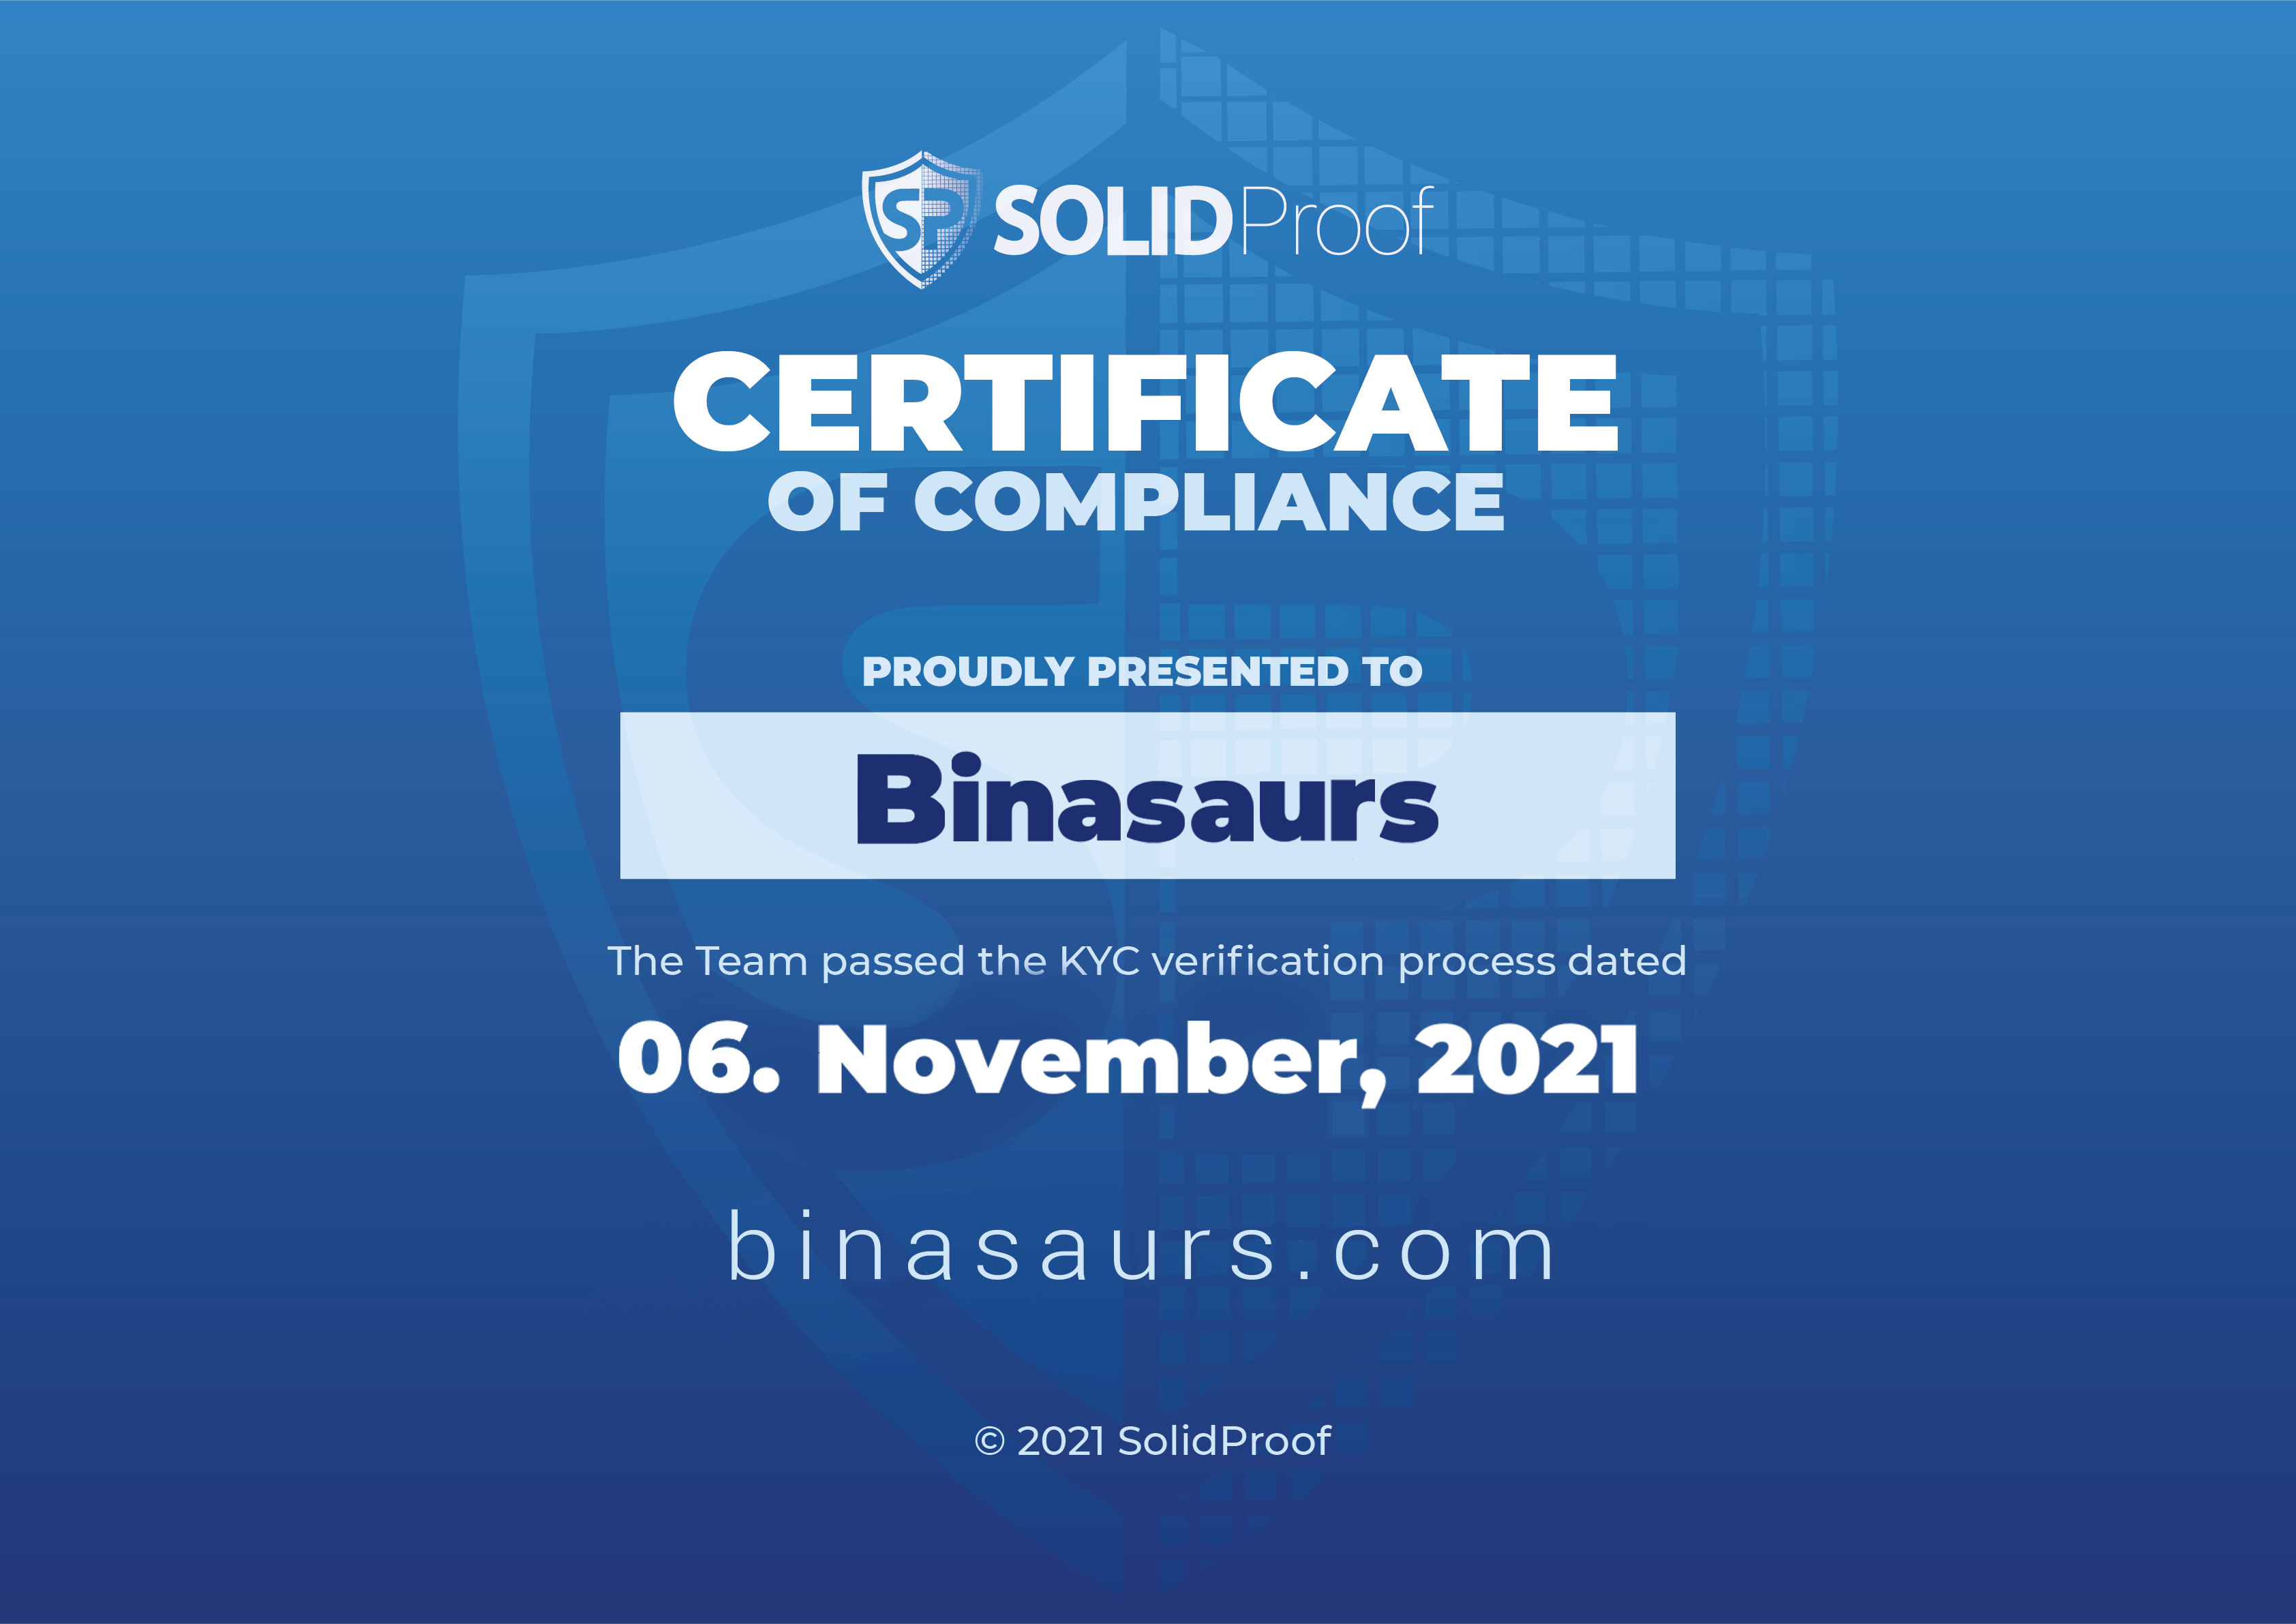 SP SOLIDProof
CERTIFICATE
OF COMPLIANCE
PROUDLY PRESENTED TO
Binasaurs
The Team passed the KYC verification process dated
06. November, 2021
binasaurs.com
© 2021 SolidProof